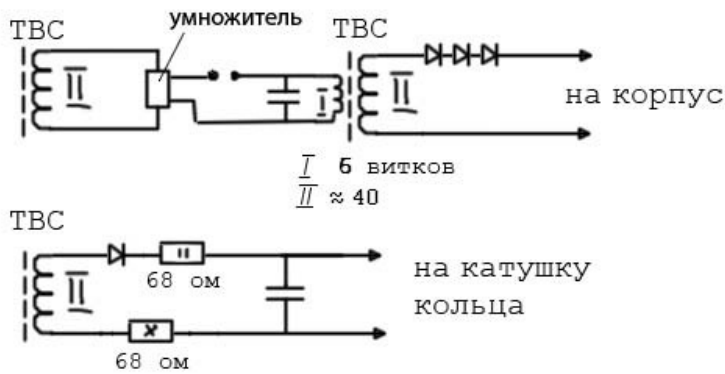 ТВС
умножитель
ТВС
II
I
II
на корпус
I 6 витков
II ≈ 40
ТВС
II
68 ом
68 ом
на катушку
кольца